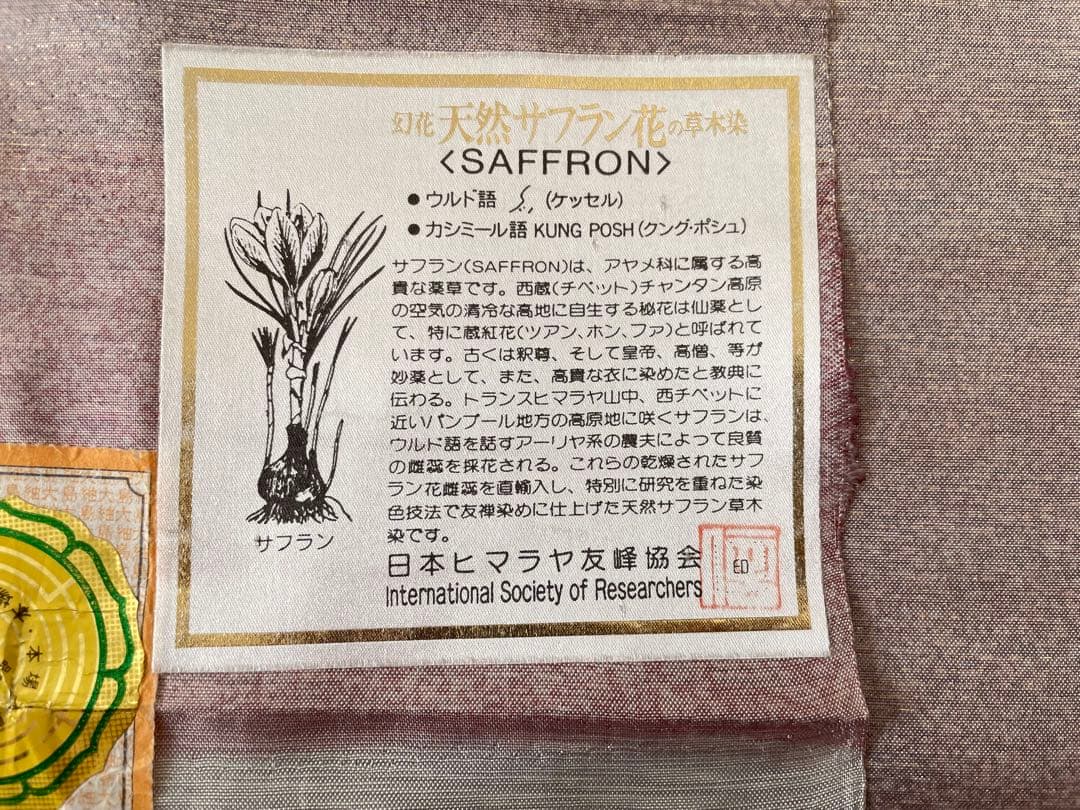 幻花天然サフラン花の草木染
〈SAFFRON〉
●ウルド語 (ケッセル)
●カシミール語 KUNG POSH(クング・ポシュ)
サフラン(SAFFRON)は、アヤメ科に属する高
貴な薬草です。西蔵(チベット)チャンタン高原
の空気の清冷な高地に自生する秘花は仙薬とし
て、特に蔵紅花(ツアン、ホン、ファ)と呼ばれて
います。古くは釈尊、そして皇帝、高僧、等が
妙薬として、また、高貴な衣に染めたと教典に
伝わる。トランスヒマラヤ山中、西チベットに
近いパンプール地方の高原地に咲くサフランは、
ウルド語を話すアーリヤ系の農夫によって良質
の雌蕊を採花される。これらの乾燥されたサフ
ラン花雌蕊を直輸入し、特別に研究を重ねた染
色技法で友禅染めに仕上げた天然サフラン草木
染です。
サフラン
日本ヒマラヤ友峰協会
International Society of Researchers
ED
本場